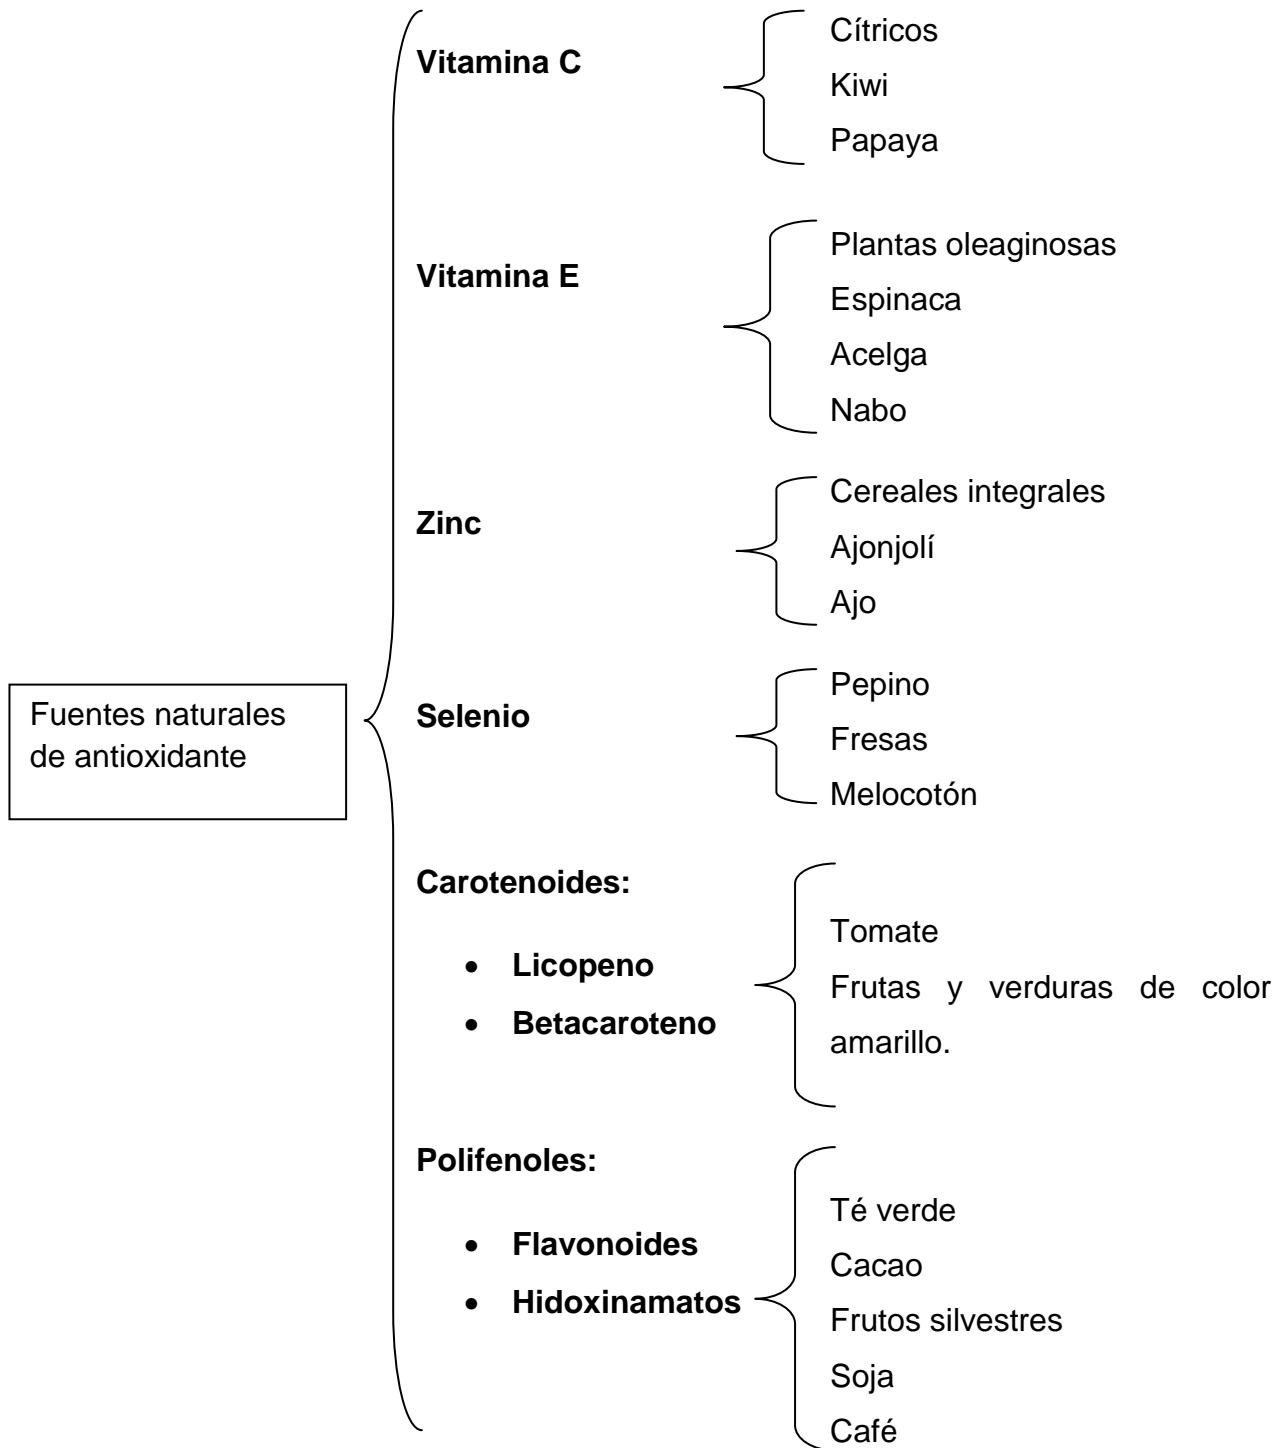 Fuentes naturales
de antioxidante
Vitamina C
Cítricos
Kiwi
Papaya
Vitamina E
Plantas oleaginosas
Espinaca
Acelga
Nabo
Zinc
Cereales integrales
Ajonjolí
Ajo
Selenio
Pepino
Fresas
Melocotón
Carotenoides:
• Licopeno
• Betacaroteno
Tomate
Frutas y verduras de color
amarillo.
Polifenoles:
• Flavonoides
• Hidoxinamatos
Té verde
Cacao
Frutos silvestres
Soja
Café